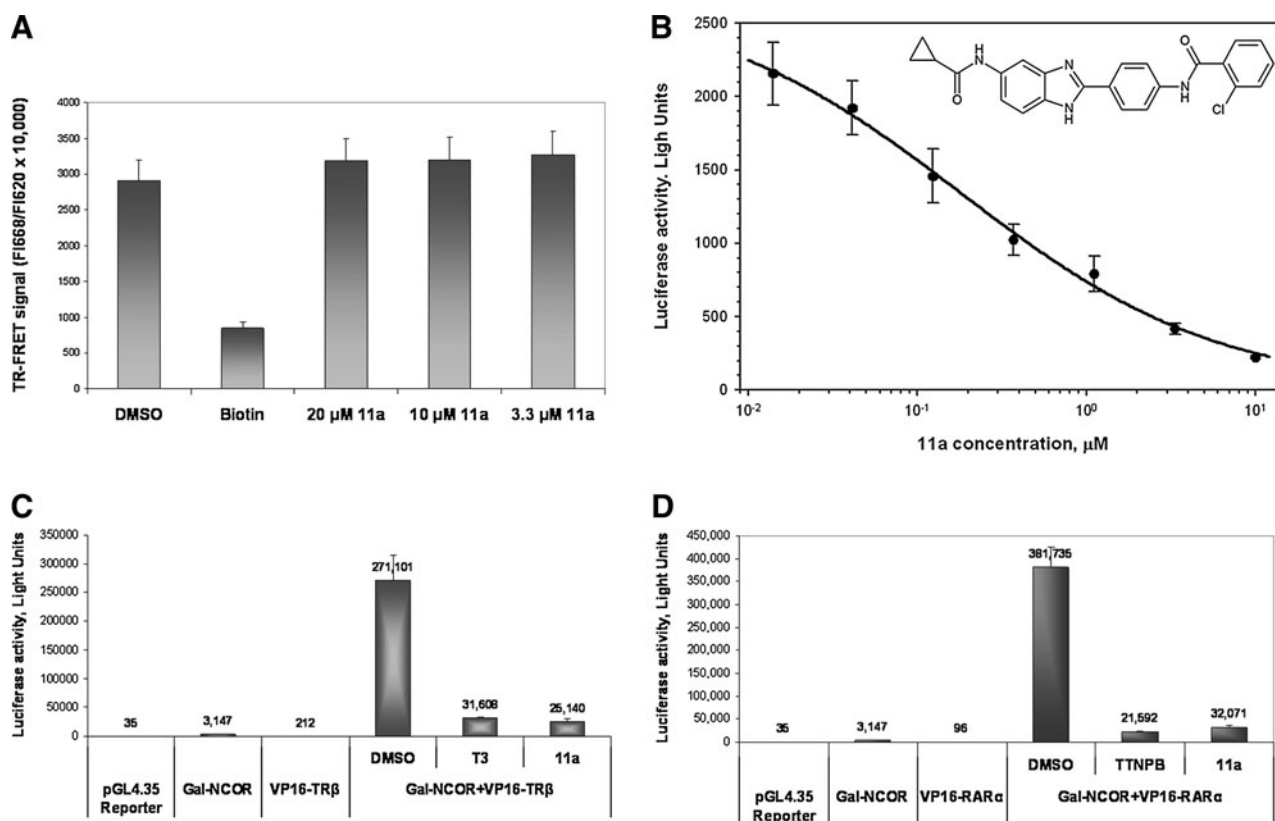 A
TR-FRET signal (FI668/FI620 x 10,000)
4000
3500
3000
2500
2000
1500
1000
500
0
DMSO Biotin 20 µM 11a 10 µM 11a 3.3 µM 11a
B
Luciferase activity. Ligh Units
2500
2000
1500
1000
500
0
10-2 10-1 100 101
11a concentration, µM
O
H
N
N
N
H
O
N
H
Cl
C
Luciferase activity, Light Units
350000
300000
250000
200000
150000
100000
50000
0
35 3,147 212 271,101 31,608 25,140
DMSO T3 11a
pGL4.35 Reporter Gal-NCOR VP16-TRβ Gal-NCOR+VP16-TRβ
D
Luciferase activity, Light Units
450,000
400,000
350,000
300,000
250,000
200,000
150,000
100,000
50,000
0
35 3,147 96 381,735 21,592 32,071
DMSO TTNPB 11a
pGL4.35 Reporter Gal-NCOR VP16-RARα Gal-NCOR+VP16-RARα